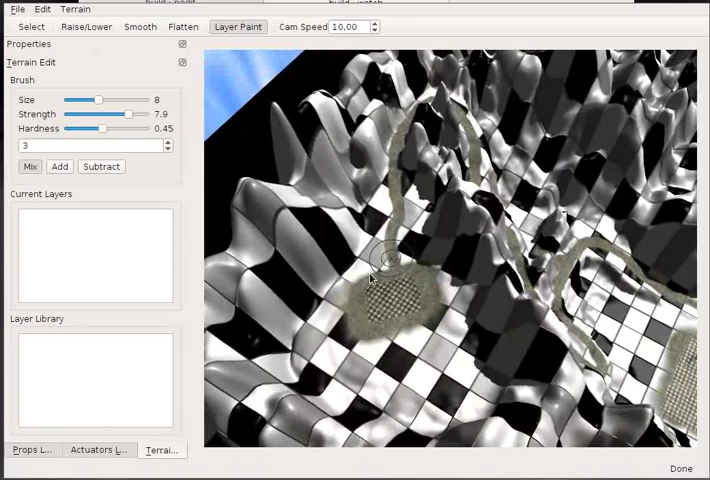 File Edit Terrain
Select Raise/Lower Smooth Flatten Layer Paint Cam Speed 10.00
Properties
Terrain Edit
Brush
Size 8
Strength 7.9
Hardness 0.45
3
Mix Add Subtract
Current Layers
Layer Library
Props L... Actuators L... Terrai...
Done